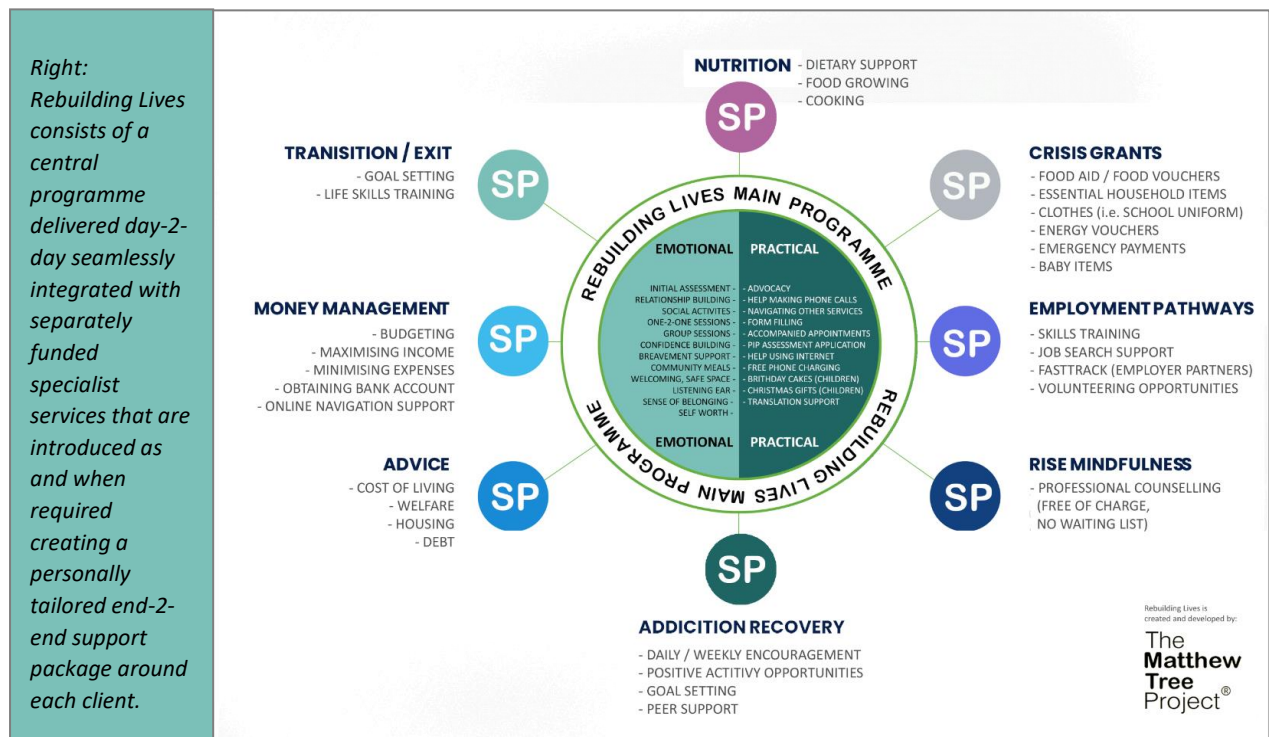 Right:
Rebuilding Lives
consists of a
central
programme
delivered day-2-
day seamlessly
integrated with
separately
funded
specialist
services that are
introduced as
and when
required
creating a
personally
tailored end-2-
end support
package around
each client.
NUTRITION
- DIETARY SUPPORT
- FOOD GROWING
- COOKING
SP
TRANISITION / EXIT
- GOAL SETTING
- LIFE SKILLS TRAINING
SP
CRISIS GRANTS
- FOOD AID / FOOD VOUCHERS
- ESSENTIAL HOUSEHOLD ITEMS
- CLOTHES (i.e. SCHOOL UNIFORM)
- ENERGY VOUCHERS
- EMERGENCY PAYMENTS
- BABY ITEMS
SP
REBUILDING LIVES MAIN PROGRAMME
EMOTIONAL
INITIAL ASSESSMENT -
RELATIONSHIP BUILDING -
SOCIAL ACTIVITES -
ONE-2-ONE SESSIONS -
GROUP SESSIONS -
CONFIDENCE BUILDING -
BREAVEMENT SUPPORT -
COMMUNITY MEALS -
WELCOMING, SAFE SPACE -
LISTENING EAR -
SENSE OF BELONGING -
SELF WORTH -
EMOTIONAL
PRACTICAL
- ADVOCACY
- HELP MAKING PHONE CALLS
- NAVIGATING OTHER SERVICES
- FORM FILLING
- ACCOMPANIED APPOINTMENTS
- PIP ASSESSMENT APPLICATION
- HELP USING INTERNET
- FREE PHONE CHARGING
- BRITHDAY CAKES (CHILDREN)
- CHRISTMAS GIFTS (CHILDREN)
- TRANSLATION SUPPORT
PRACTICAL
REBUILDING LIVES MAIN PROGRAMME
MONEY MANAGEMENT
- BUDGETING
- MAXIMISING INCOME
- MINIMISING EXPENSES
- OBTAINING BANK ACCOUNT
- ONLINE NAVIGATION SUPPORT
SP
EMPLOYMENT PATHWAYS
- SKILLS TRAINING
- JOB SEARCH SUPPORT
- FASTTRACK (EMPLOYER PARTNERS)
- VOLUNTEERING OPPORTUNITIES
SP
ADVICE
- COST OF LIVING
- WELFARE
- HOUSING
- DEBT
SP
RISE MINDFULNESS
- PROFESSIONAL COUNSELLING
(FREE OF CHARGE,
NO WAITING LIST)
SP
SP
ADDICITION RECOVERY
- DAILY / WEEKLY ENCOURAGEMENT
- POSITIVE ACTITIVY OPPORTUNITIES
- GOAL SETTING
- PEER SUPPORT
Rebuilding Lives is
created and developed by:
The
Matthew
Tree
Project®